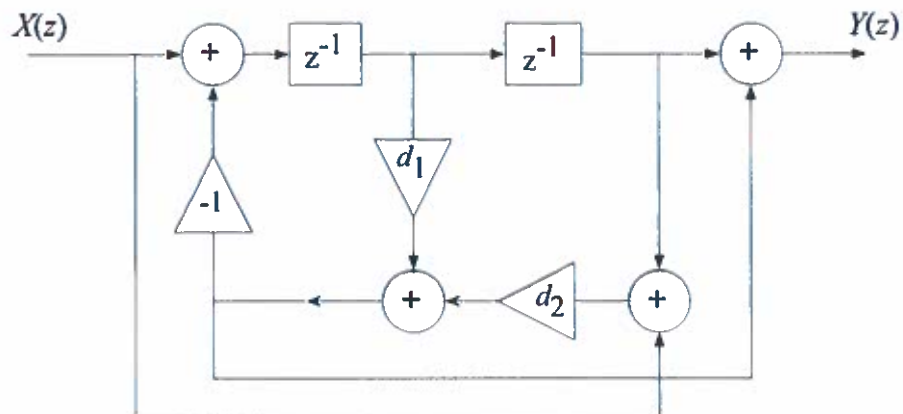 X(z)
Y(z)
+
z-1
z-1
+
d1
-1
+
d2
+